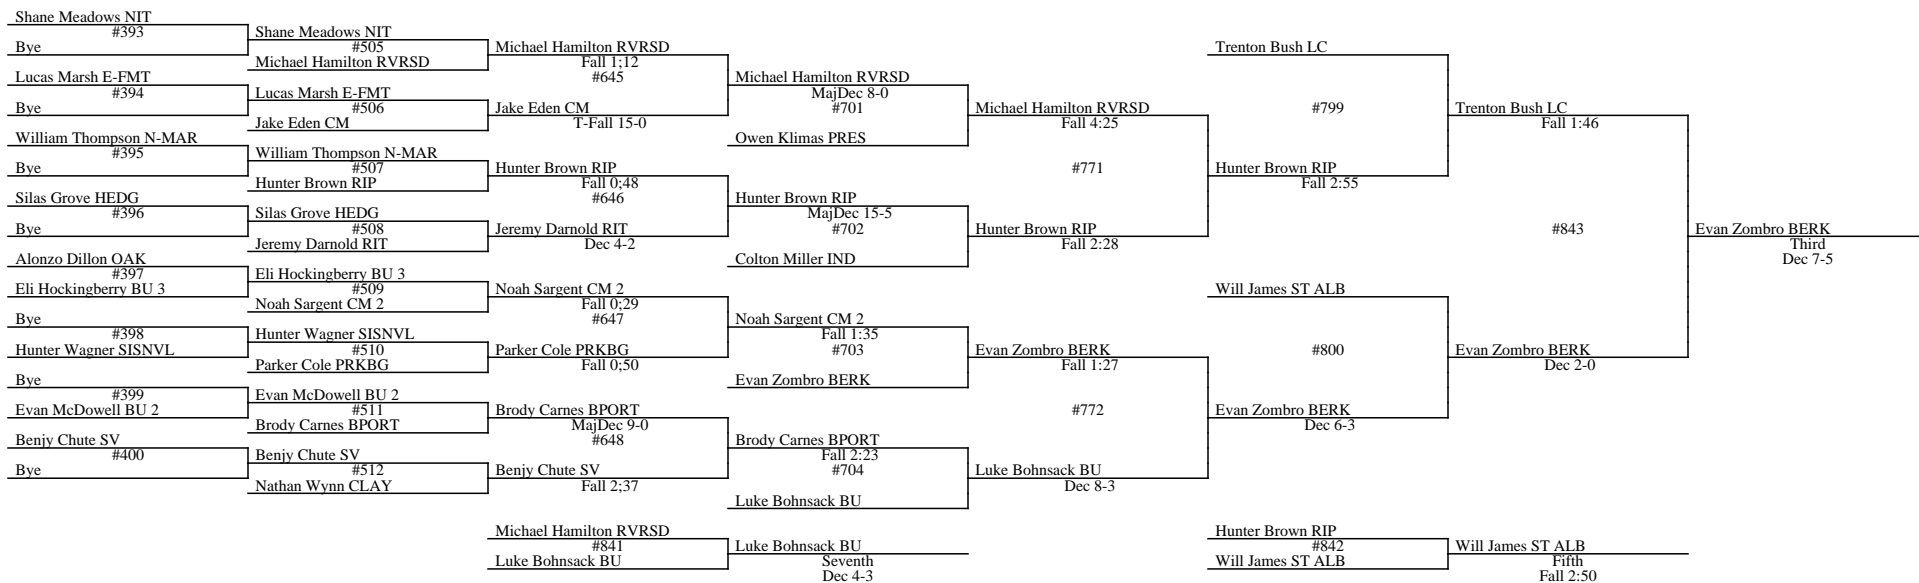 Shane Meadows NIT
#393
Bye
Lucas Marsh E-FMT
#394
Bye
William Thompson N-MAR
#395
Bye
Silas Grove HEDG
#396
Bye
Alonzo Dillon OAK
#397
Eli Hockingberry BU 3
Bye
#398
Hunter Wagner SISNVL
Bye
#399
Evan McDowell BU 2
Benjy Chute SV
#400
Bye
Shane Meadows NIT
#505
Michael Hamilton RVRSD
Lucas Marsh E-FMT
#506
Jake Eden CM
William Thompson N-MAR
#507
Hunter Brown RIP
Silas Grove HEDG
#508
Jeremy Darnold RIT
Eli Hockingberry BU 3
#509
Noah Sargent CM 2
Hunter Wagner SISNVL
#510
Parker Cole PRKBG
Evan McDowell BU 2
#511
Brody Carnes BPORT
Benjy Chute SV
#512
Nathan Wynn CLAY
Michael Hamilton RVRSD
Fall 1;12
#645
Jake Eden CM
T-Fall 15-0
Hunter Brown RIP
Fall 0;48
#646
Jeremy Darnold RIT
Dec 4-2
Noah Sargent CM 2
Fall 0;29
#647
Parker Cole PRKBG
Fall 0;50
Brody Carnes BPORT
MajDec 9-0
#648
Benjy Chute SV
Fall 2;37
Michael Hamilton RVRSD
MajDec 8-0
#701
Owen Klimas PRES
Hunter Brown RIP
MajDec 15-5
#702
Colton Miller IND
Noah Sargent CM 2
Fall 1:35
#703
Evan Zombro BERK
Brody Carnes BPORT
Fall 2:23
#704
Luke Bohnsack BU
Michael Hamilton RVRSD
Fall 4:25
#771
Hunter Brown RIP
Fall 2:28
Evan Zombro BERK
Fall 1:27
#772
Luke Bohnsack BU
Dec 8-3
Trenton Bush LC
#799
Hunter Brown RIP
Fall 2:55
Will James ST ALB
#800
Evan Zombro BERK
Dec 6-3
Trenton Bush LC
Fall 1:46
#843
Evan Zombro BERK
Dec 2-0
Evan Zombro BERK
Third
Dec 7-5
Michael Hamilton RVRSD
#841
Luke Bohnsack BU
Luke Bohnsack BU
Seventh
Dec 4-3
Hunter Brown RIP
#842
Will James ST ALB
Will James ST ALB
Fifth
Fall 2:50